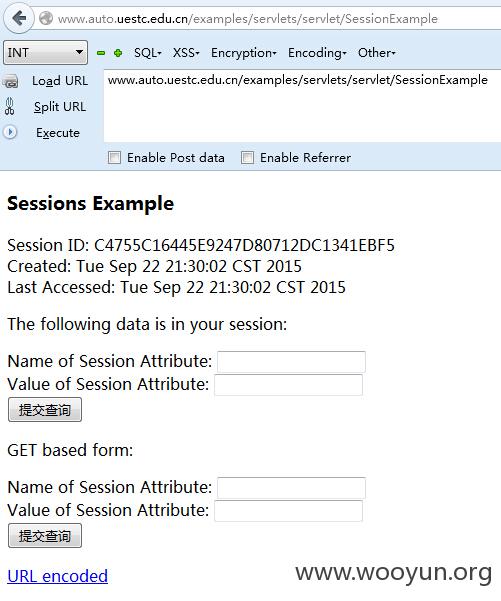 www.auto.uestc.edu.cn/examples/servlets/servlet/SessionExample
INT SQL XSS Encryption Encoding Other
Load URL www.auto.uestc.edu.cn/examples/servlets/servlet/SessionExample
Split URL
Execute
Enable Post data Enable Referrer
Sessions Example
Session ID: C4755C16445E9247D80712DC1341EBF5
Created: Tue Sep 22 21:30:02 CST 2015
Last Accessed: Tue Sep 22 21:30:02 CST 2015
The following data is in your session:
Name of Session Attribute:
Value of Session Attribute:
提交查询
GET based form:
Name of Session Attribute:
Value of Session Attribute:
提交查询
URL encoded
www.wooyun.org